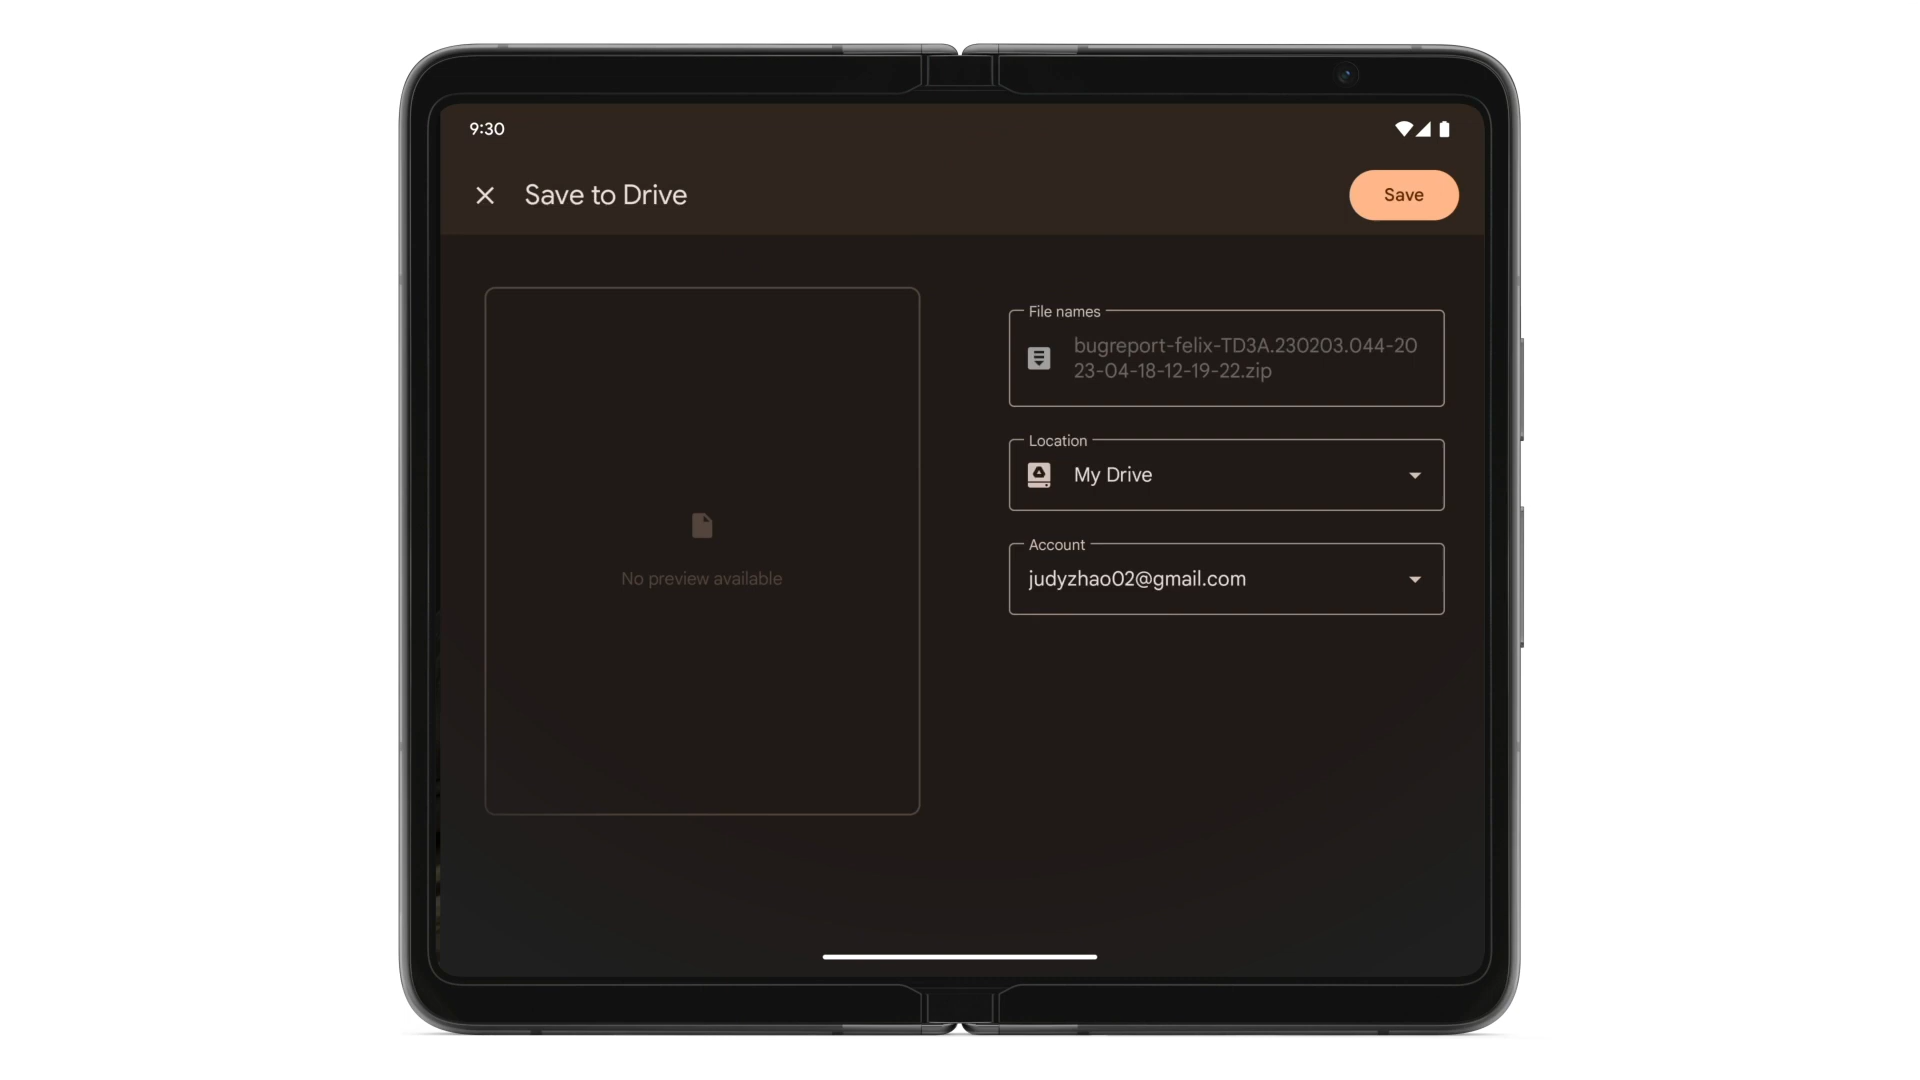 9:30
Save to Drive
Save
File names
bugreport-felix-TD3A.230203.044-20
23-04-18-12-19-22.zip
Location
My Drive
Account
judyzhao02@gmail.com
No preview available